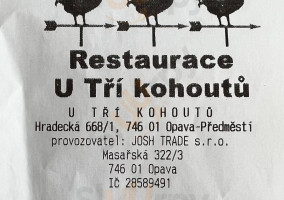 Restaurace
U Tří kohoutů
U TŘÍ KOHOUTŮ
Hradecká 668/1, 746 01 Opava-Předměstí
provozovatel: JOSH TRADE s.r.o.
Masařská 322/3
746 01 Opava
IČ 28589491